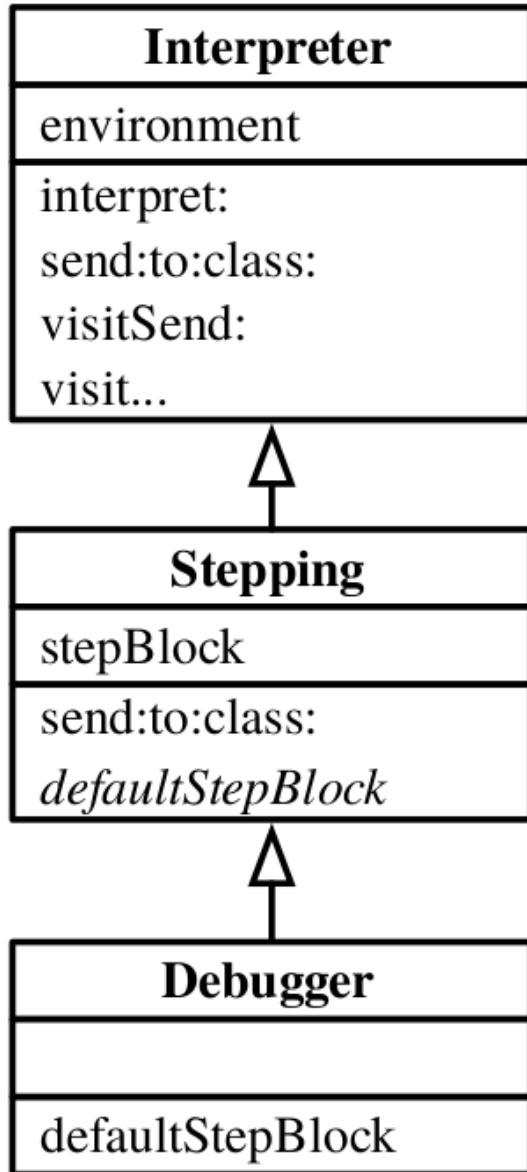 Interpreter
environment
interpret:
send:to:class:
visitSend:
visit...
Stepping
stepBlock
send:to:class:
defaultStepBlock
Debugger
defaultStepBlock